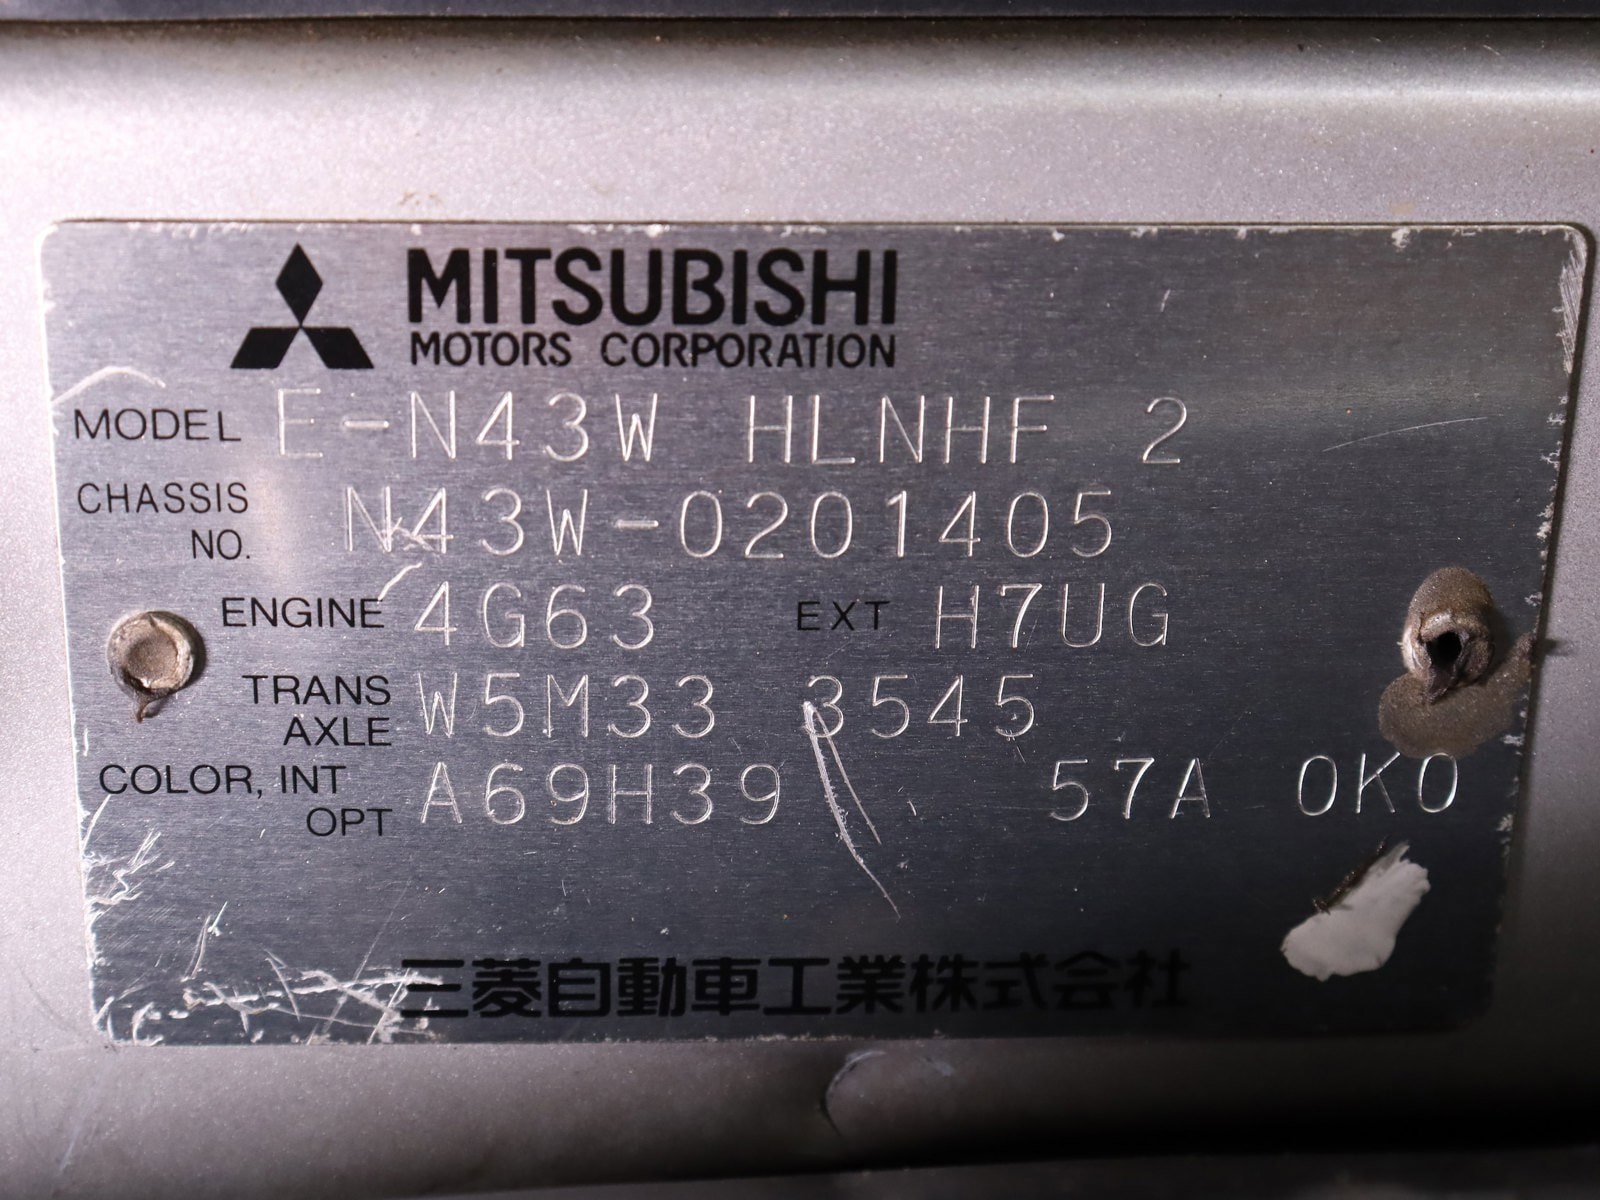 MITSUBISHI
MOTORS CORPORATION
MODEL E-N43W HLNHF 2
CHASSIS NO. N43W-0201405
ENGINE 4G63 EXT H7UG
TRANS AXLE W5M33 3545
COLOR, INT OPT A69H39 57A 0K0
三菱自動車工業株式会社